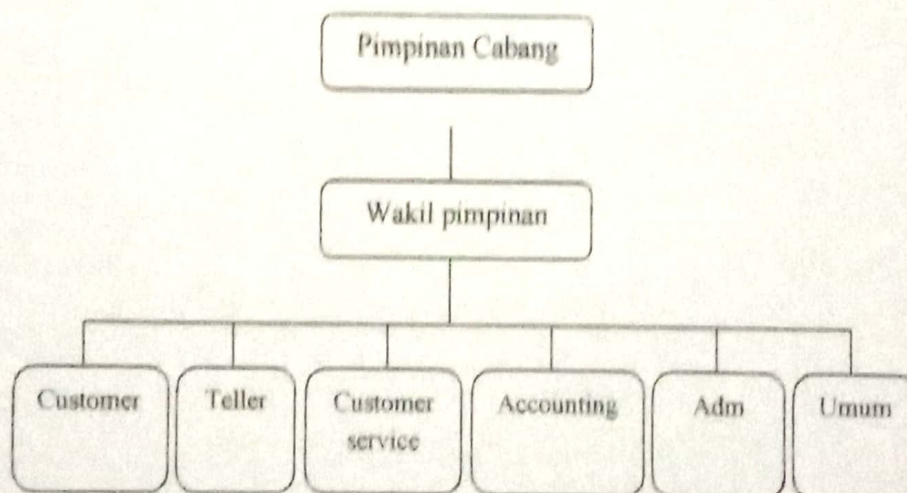 Pimpinan Cabang
Wakil pimpinan
Customer
Teller
Customer
service
Accounting
Adm
Umum